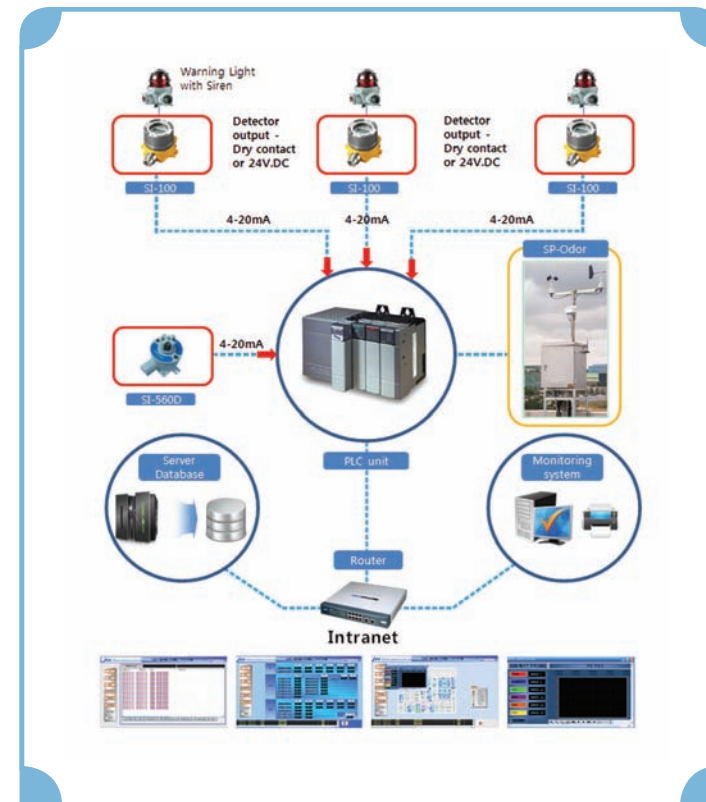 Warning Light
with Siren
Detector
output -
Dry contact
or 24V.DC
Detector
output -
Dry contact
or 24V.DC
SI-100
SI-100
SI-100
4-20mA
4-20mA
4-20mA
SP-Odor
4-20mA
SI-560D
Server
Database
PLC unit
Monitoring
system
Router
Intranet